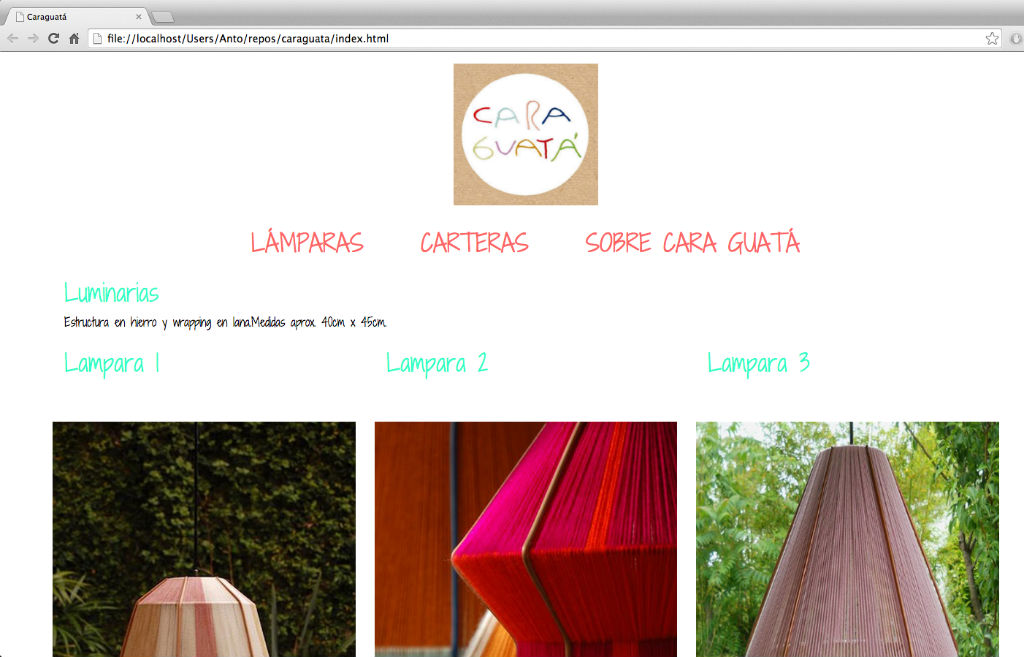 Caraguatá
file://localhost/Users/Anto/repos/caraguata/index.html
CARA
GUATÁ
LÁMPARAS CARTERAS SOBRE CARA GUATÁ
Luminarias
Estructura en hierro y wrapping en lana.Medidas aprox. 40cm x 45cm.
Lampara 1 Lampara 2 Lampara 3